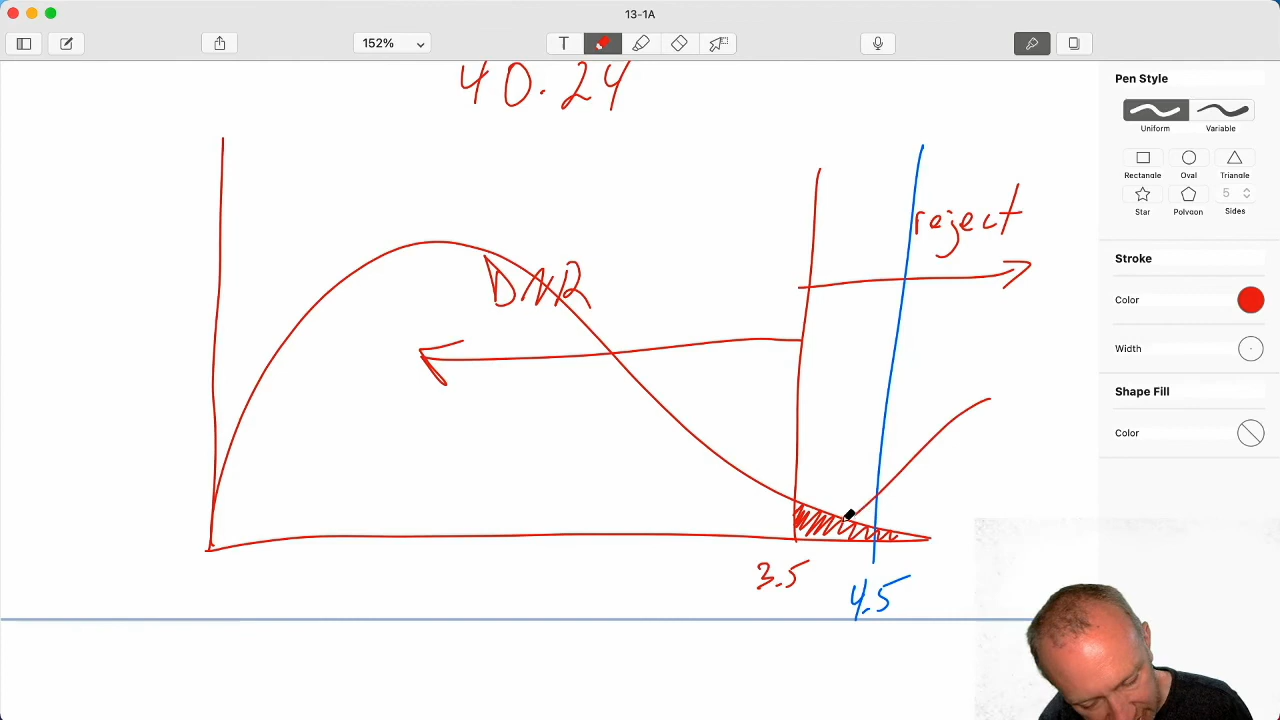 13-1A
152%
T
Pen Style
Uniform
Variable
Rectangle
Oval
Triangle
Star
Polygon
5
Sides
Stroke
Color
Width
Shape Fill
Color
40.24
reject
DNR
3.5
4.5